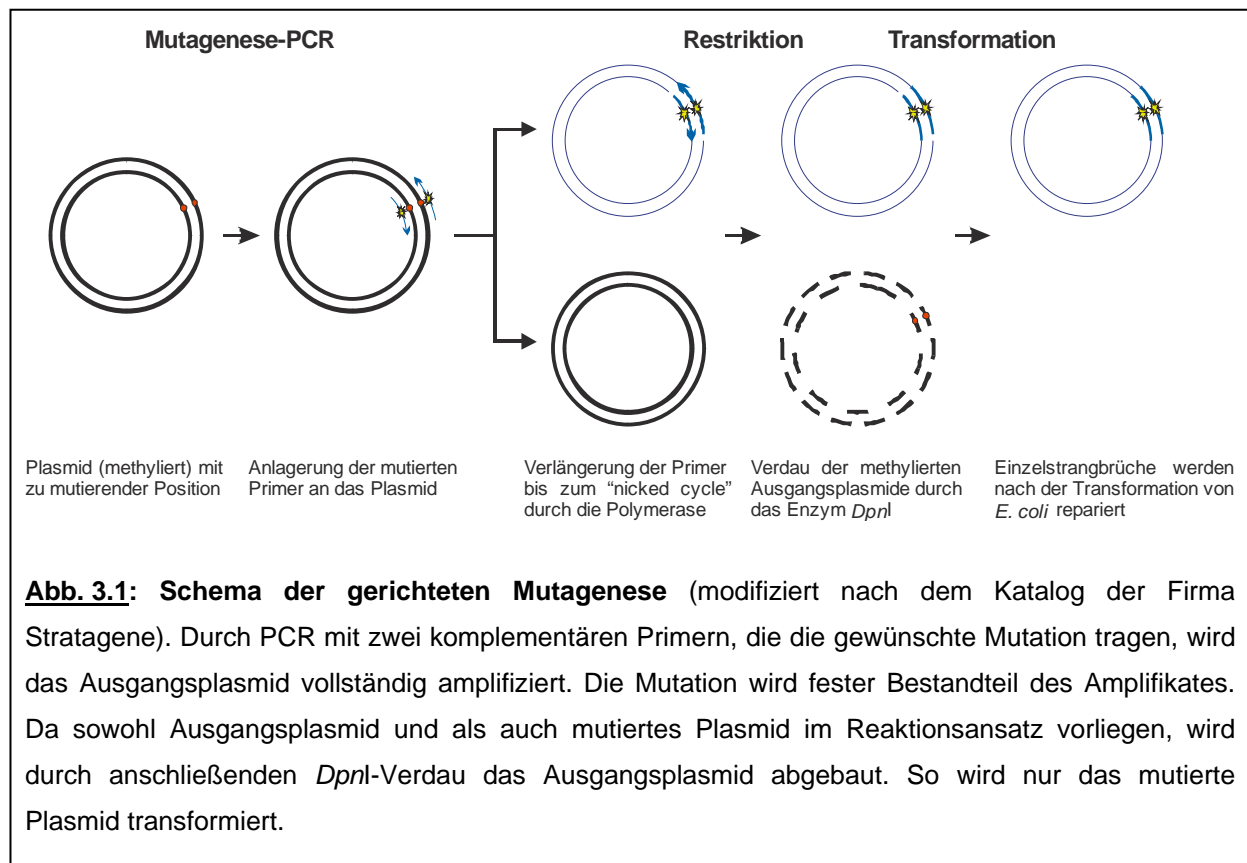 Mutagenese-PCR
Restriktion
Transformation
Plasmid (methyliert) mit
zu mutierender Position
Anlagerung der mutierten
Primer an das Plasmid
Verlängerung der Primer
bis zum “nicked cycle”
durch die Polymerase
Verdau der methylierten
Ausgangsplasmide durch
das Enzym DpnI
Einzelstrangbrüche werden
nach der Transformation von
E. coli repariert
Abb. 3.1: Schema der gerichteten Mutagenese (modifiziert nach dem Katalog der Firma
Stratagene). Durch PCR mit zwei komplementären Primern, die die gewünschte Mutation tragen, wird
das Ausgangsplasmid vollständig amplifiziert. Die Mutation wird fester Bestandteil des Amplifikates.
Da sowohl Ausgangsplasmid und als auch mutiertes Plasmid im Reaktionsansatz vorliegen, wird
durch anschließenden DpnI-Verdau das Ausgangsplasmid abgebaut. So wird nur das mutierte
Plasmid transformiert.